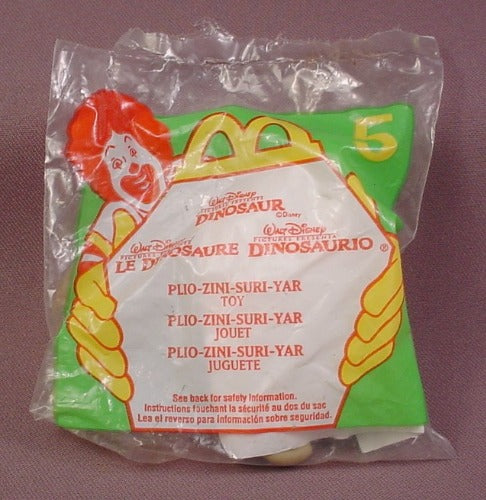 5
Walt Disney
PICTURES PRESENTS
DINOSAUR
© Disney
Walt Disney
PICTURES PRESENTS
LE DINOSAURE
Walt Disney
PICTURES PRESENTA
DINOSAURIO ®
PLIO-ZINI-SURI-YAR
TOY
PLIO-ZINI-SURI-YAR
JOUET
PLIO-ZINI-SURI-YAR
JUGUETE
See back for safety information.
Instructions touchant la sécurité au dos du sac
Lea el reverso para información sobre seguridad.